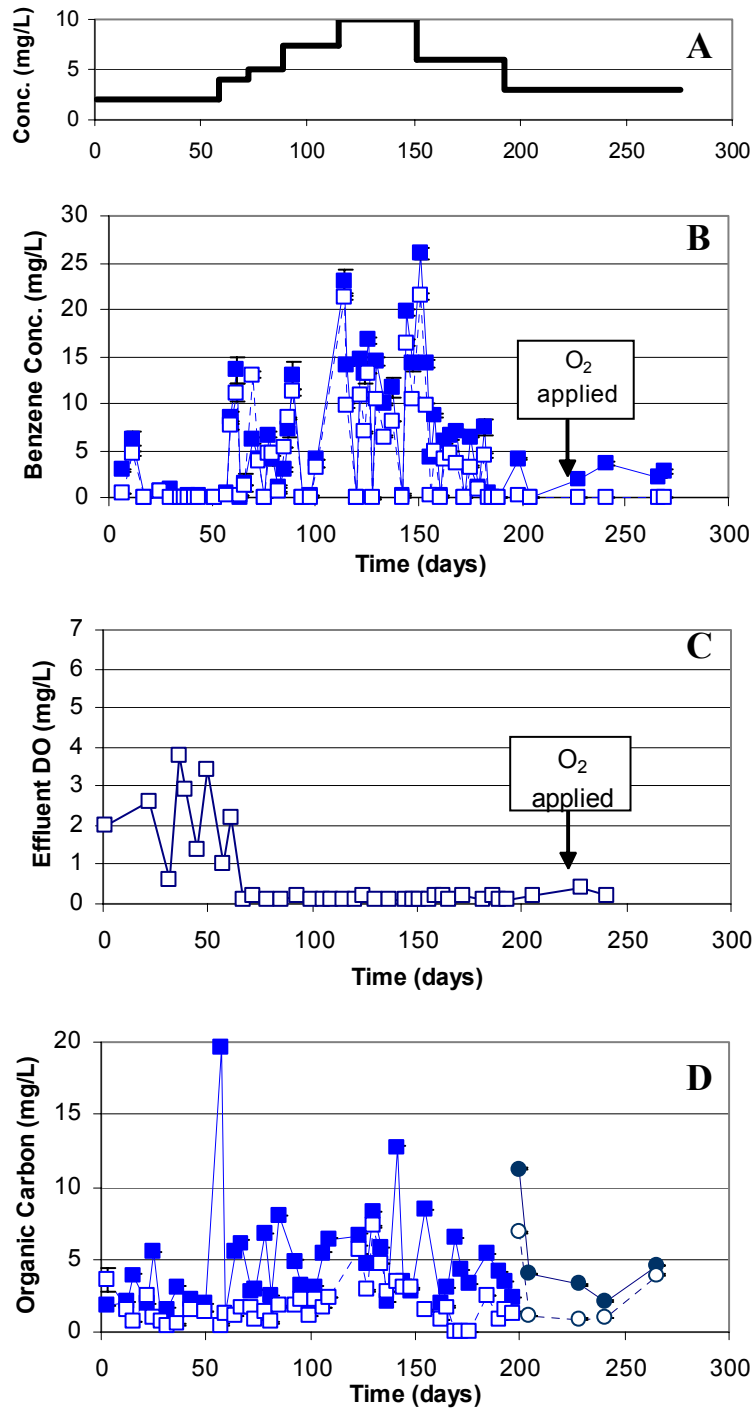 A
Conc. (mg/L)
10
5
0
0 50 100 150 200 250 300
B
Benzene Conc. (mg/L)
30
25
20
15
10
5
0
O2
applied
0 50 100 150 200 250 300
Time (days)
C
Effluent DO (mg/L)
7
6
5
4
3
2
1
0
O2
applied
0 50 100 150 200 250 300
Time (days)
D
Organic Carbon (mg/L)
20
15
10
5
0
0 50 100 150 200 250 300
Time (days)